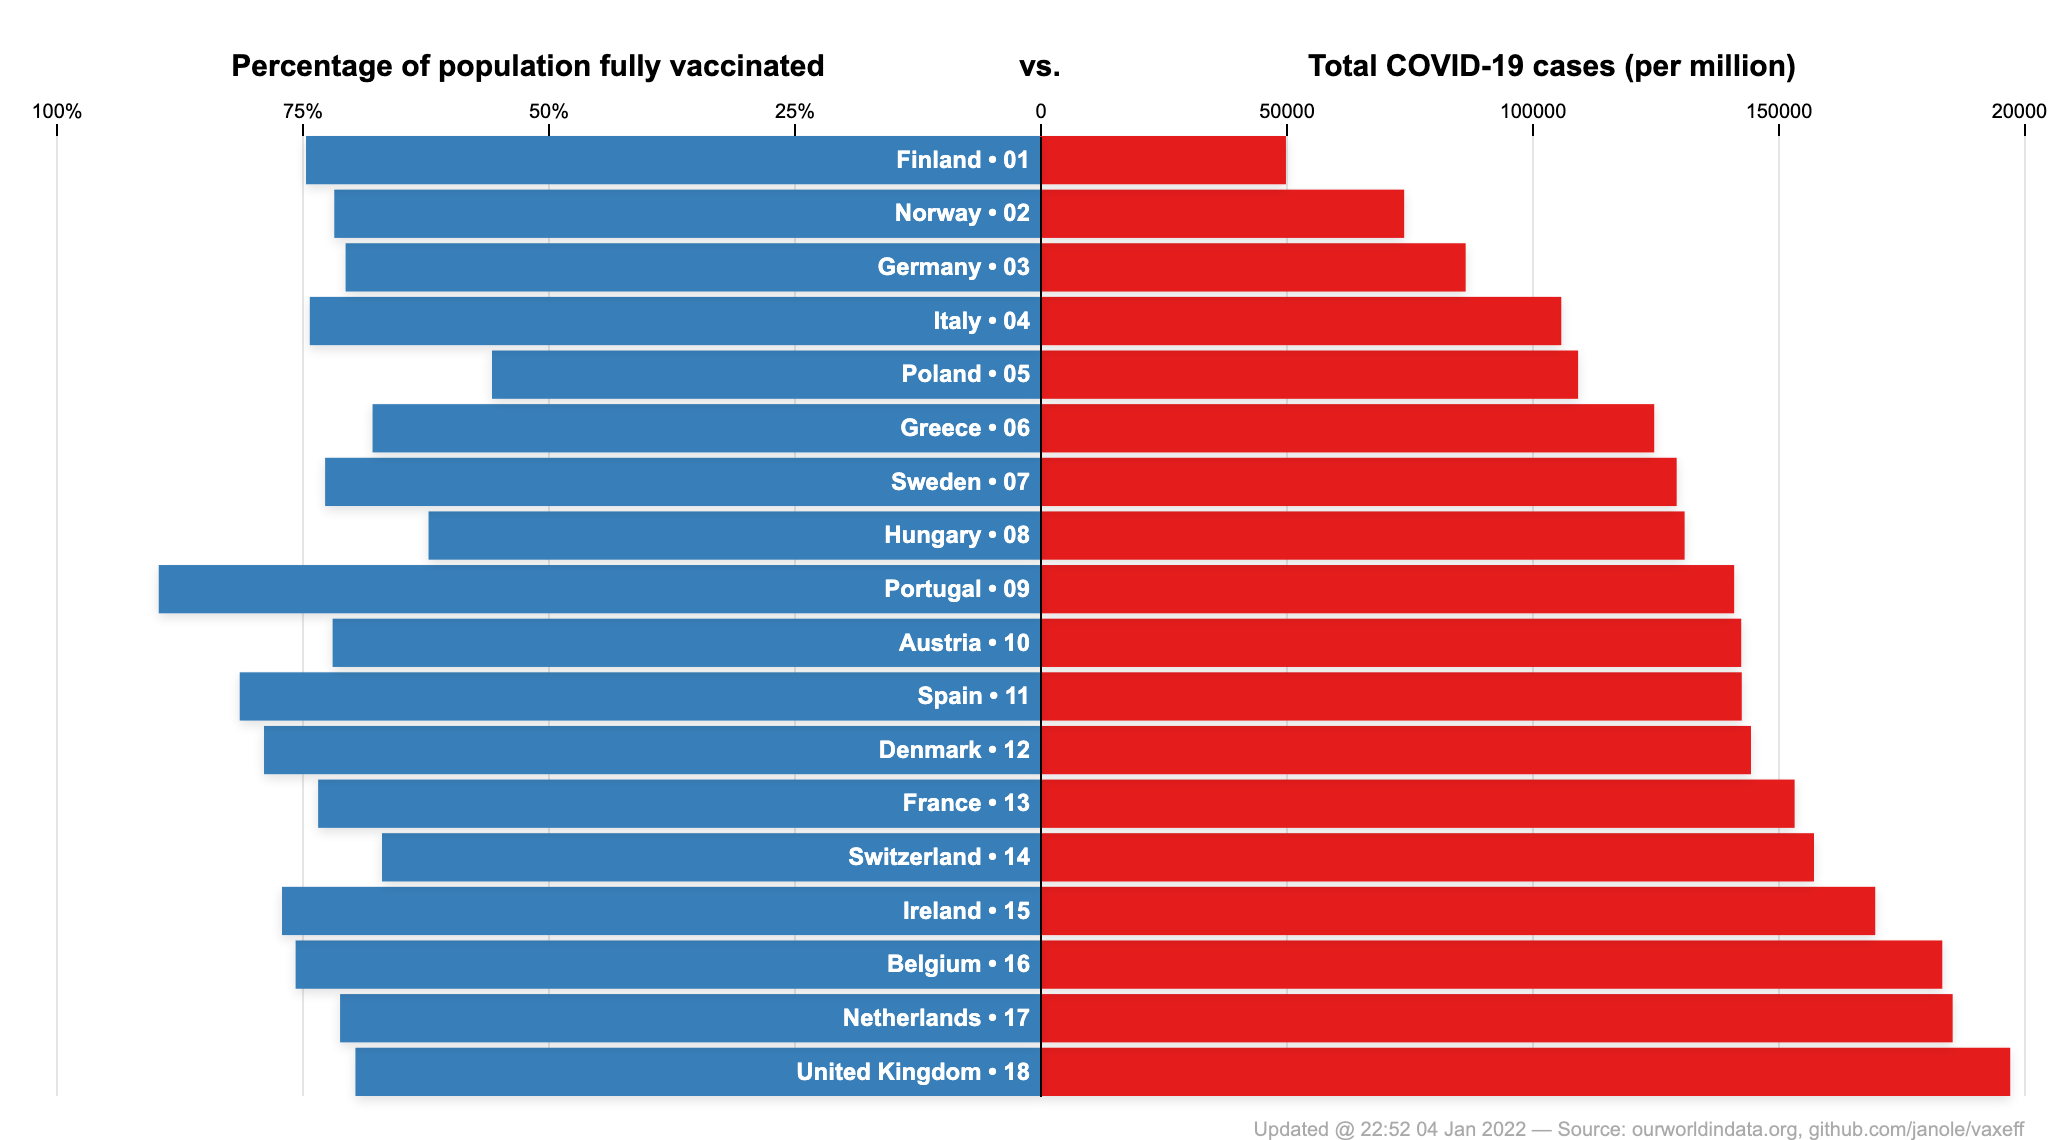 Percentage of population fully vaccinated vs. Total COVID-19 cases (per million)
100% 75% 50% 25% 0 50000 100000 150000 20000
Finland • 01
Norway • 02
Germany • 03
Italy • 04
Poland • 05
Greece • 06
Sweden • 07
Hungary • 08
Portugal • 09
Austria • 10
Spain • 11
Denmark • 12
France • 13
Switzerland • 14
Ireland • 15
Belgium • 16
Netherlands • 17
United Kingdom • 18
Updated @ 22:52 04 Jan 2022 — Source: ourworldindata.org, github.com/janole/vaxeff